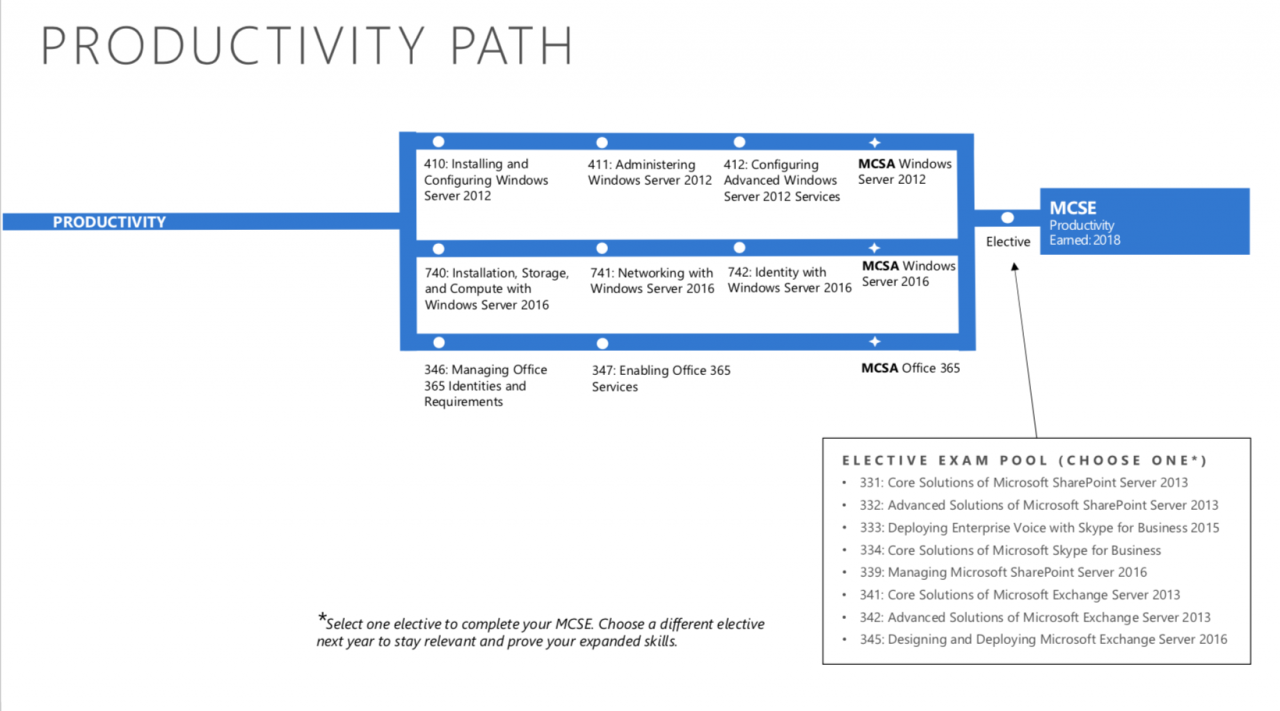 PRODUCTIVITY PATH
PRODUCTIVITY
410: Installing and
Configuring Windows
Server 2012
411: Administering
Windows Server 2012
412: Configuring
Advanced Windows
Server 2012 Services
MCSA Windows
Server 2012
740: Installation, Storage,
and Compute with
Windows Server 2016
741: Networking with
Windows Server 2016
742: Identity with
Windows Server 2016
MCSA Windows
Server 2016
346: Managing Office
365 Identities and
Requirements
347: Enabling Office 365
Services
MCSA Office 365
Elective
MCSE
Productivity
Earned: 2018
ELECTIVE EXAM POOL (CHOOSE ONE*)
• 331: Core Solutions of Microsoft SharePoint Server 2013
• 332: Advanced Solutions of Microsoft SharePoint Server 2013
• 333: Deploying Enterprise Voice with Skype for Business 2015
• 334: Core Solutions of Microsoft Skype for Business
• 339: Managing Microsoft SharePoint Server 2016
• 341: Core Solutions of Microsoft Exchange Server 2013
• 342: Advanced Solutions of Microsoft Exchange Server 2013
• 345: Designing and Deploying Microsoft Exchange Server 2016
*Select one elective to complete your MCSE. Choose a different elective
next year to stay relevant and prove your expanded skills.